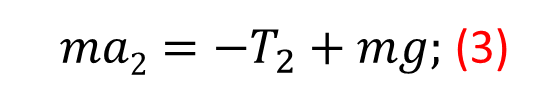 ma₂ = −T₂ + mg; (3)